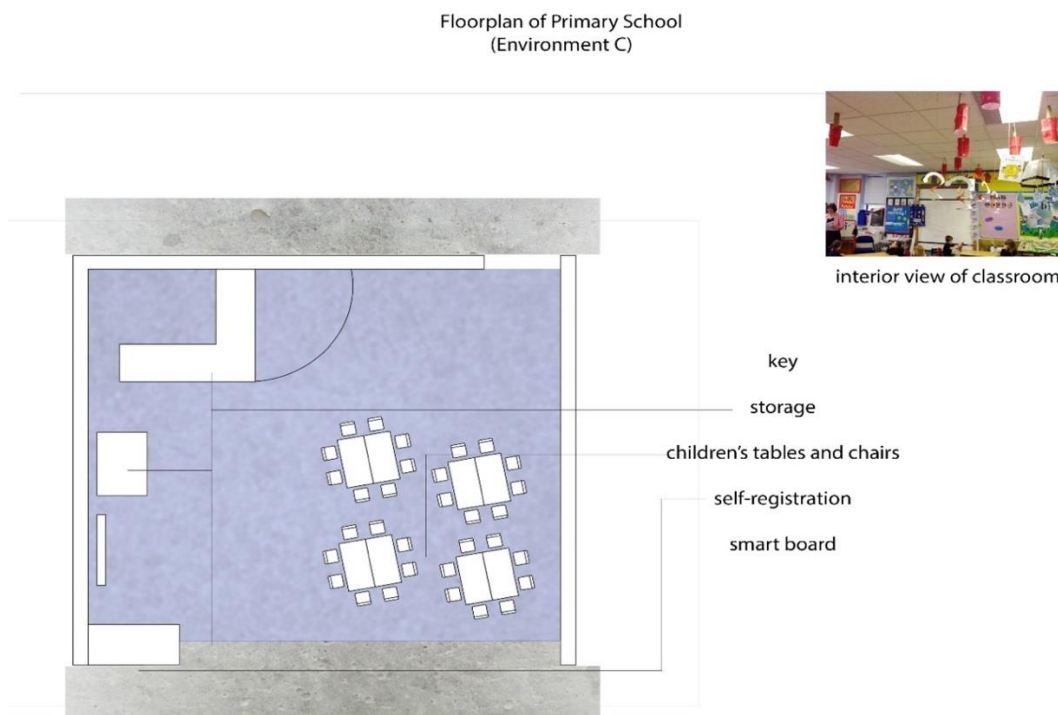 Floorplan of Primary School
(Environment C)
interior view of classroom
key
storage
children's tables and chairs
self-registration
smart board